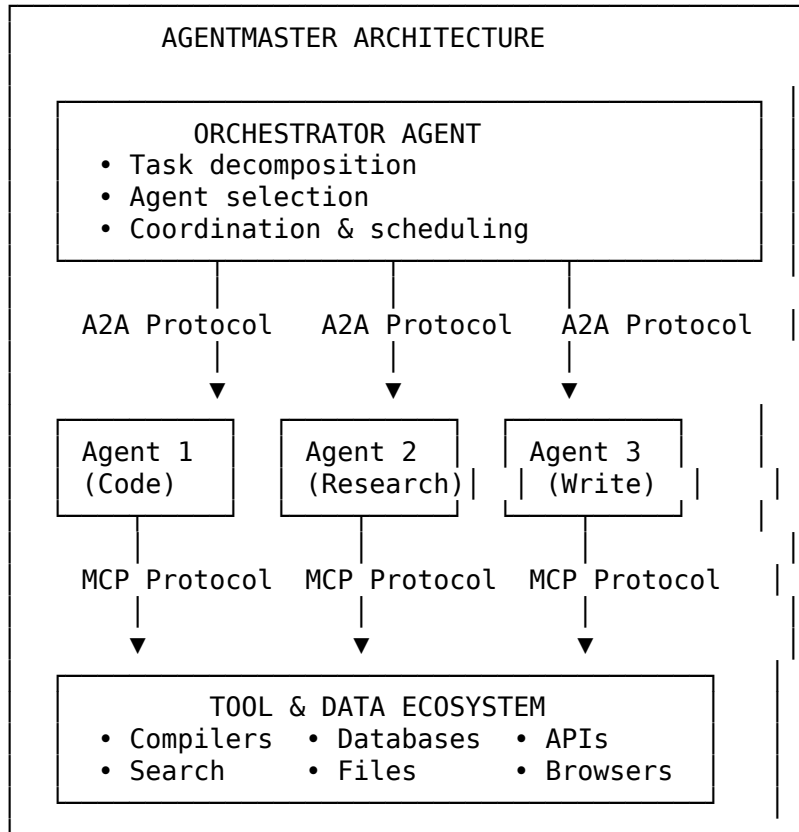 AGENTMASTER ARCHITECTURE
ORCHESTRATOR AGENT
• Task decomposition
• Agent selection
• Coordination & scheduling
A2A Protocol A2A Protocol A2A Protocol
Agent 1 Agent 2 Agent 3
(Code) (Research) (Write)
MCP Protocol MCP Protocol MCP Protocol
TOOL & DATA ECOSYSTEM
• Compilers • Databases • APIs
• Search • Files • Browsers